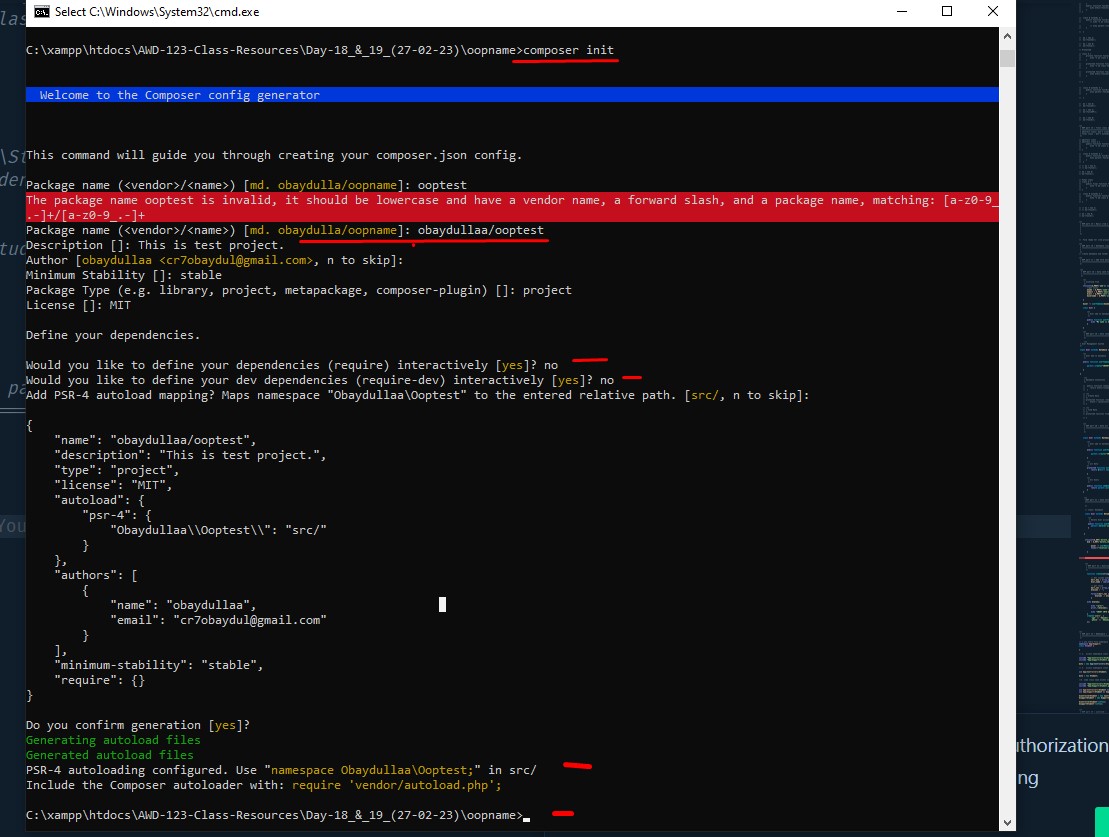 Select C:\Windows\System32\cmd.exe
C:\xampp\htdocs\AWD-123-Class-Resources\Day-18_&_19_(27-02-23)\oopname>composer init
Welcome to the Composer config generator
This command will guide you through creating your composer.json config.
Package name (<vendor>/<name>) [md. obaydulla/oopname]: ooptest
The package name ooptest is invalid, it should be lowercase and have a vendor name, a forward slash, and a package name, matching: [a-z0-9_
.-]+/[a-z0-9_.-]+
Package name (<vendor>/<name>) [md. obaydulla/oopname]: obaydullaa/ooptest
Description []: This is test project.
Author [obaydullaa <cr7obaydul@gmail.com>, n to skip]:
Minimum Stability []: stable
Package Type (e.g. library, project, metapackage, composer-plugin) []: project
License []: MIT
Define your dependencies.
Would you like to define your dependencies (require) interactively [yes]? no
Would you like to define your dev dependencies (require-dev) interactively [yes]? no
Add PSR-4 autoload mapping? Maps namespace "Obaydullaa\Ooptest" to the entered relative path. [src/, n to skip]:
{
    "name": "obaydullaa/ooptest",
    "description": "This is test project.",
    "type": "project",
    "license": "MIT",
    "autoload": {
        "psr-4": {
            "Obaydullaa\\Ooptest\\": "src/"
        }
    },
    "authors": [
        {
            "name": "obaydullaa",
            "email": "cr7obaydul@gmail.com"
        }
    ],
    "minimum-stability": "stable",
    "require": {}
}
Do you confirm generation [yes]?
Generating autoload files
Generated autoload files
PSR-4 autoloading configured. Use "namespace Obaydullaa\Ooptest;" in src/
Include the Composer autoloader with: require 'vendor/autoload.php';
C:\xampp\htdocs\AWD-123-Class-Resources\Day-18_&_19_(27-02-23)\oopname>
uthorization
ng